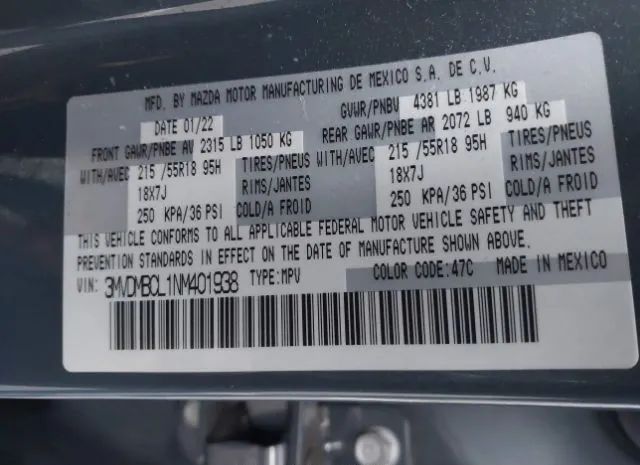 MFD. BY MAZDA MOTOR MANUFACTURING DE MEXICO S.A. DE C.V.
DATE 01/22 GVWR/PNBV 4381 LB 1987 KG
FRONT GAWR/PNBE AV 2315 LB 1050 KG REAR GAWR/PNBE AR 2072 LB 940 KG
WITH/AVEC 215 /55R18 95H TIRES/PNEUS WITH/AVEC 215 /55R18 95H TIRES/PNEUS
18X7J RIMS/JANTES 18X7J RIMS/JANTES
250 KPA/36 PSI COLD/A FROID 250 KPA/36 PSI COLD/A FROID
THIS VEHICLE CONFORMS TO ALL APPLICABLE FEDERAL MOTOR VEHICLE SAFETY AND THEFT
PREVENTION STANDARDS IN EFFECT ON THE DATE OF MANUFACTURE SHOWN ABOVE.
VIN: 3MVDMBCL1NM401938 TYPE:MPV COLOR CODE:47C MADE IN MEXICO